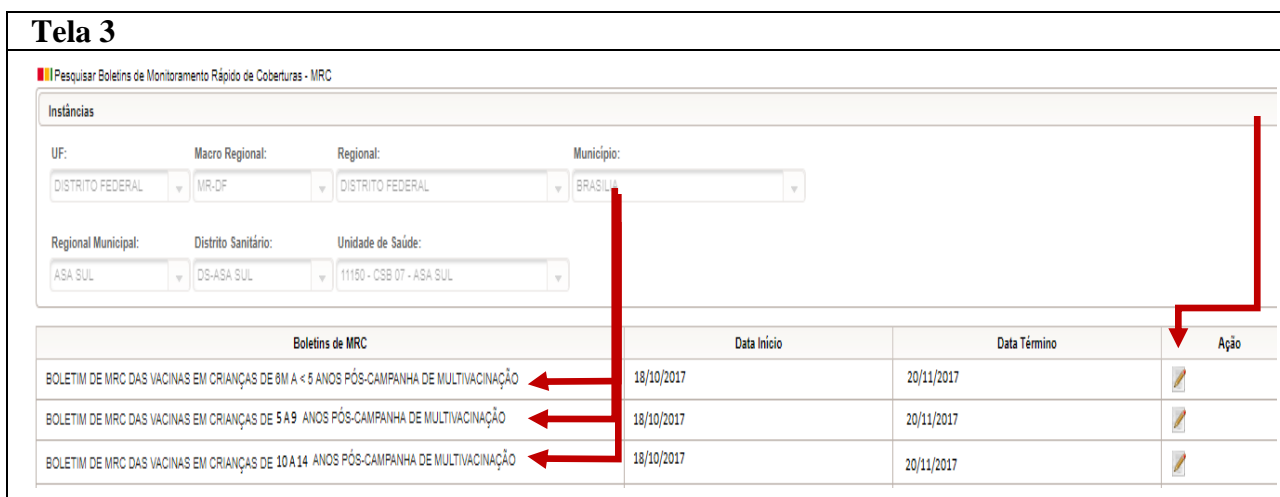 Tela 3
Pesquisar Boletins de Monitoramento Rápido de Coberturas - MRC
Instâncias
UF: Macro Regional: Regional: Município:
DISTRITO FEDERAL MR-DF DISTRITO FEDERAL BRASILIA
Regional Municipal: Distrito Sanitário: Unidade de Saúde:
ASA SUL DS-ASA SUL 11150 - CSB 07 - ASA SUL
Boletins de MRC Data Início Data Término Ação
BOLETIM DE MRC DAS VACINAS EM CRIANÇAS DE 6M A < 5 ANOS PÓS-CAMPANHA DE MULTIVACINAÇÃO 18/10/2017 20/11/2017
BOLETIM DE MRC DAS VACINAS EM CRIANÇAS DE 5 A 9 ANOS PÓS-CAMPANHA DE MULTIVACINAÇÃO 18/10/2017 20/11/2017
BOLETIM DE MRC DAS VACINAS EM CRIANÇAS DE 10 A 14 ANOS PÓS-CAMPANHA DE MULTIVACINAÇÃO 18/10/2017 20/11/2017